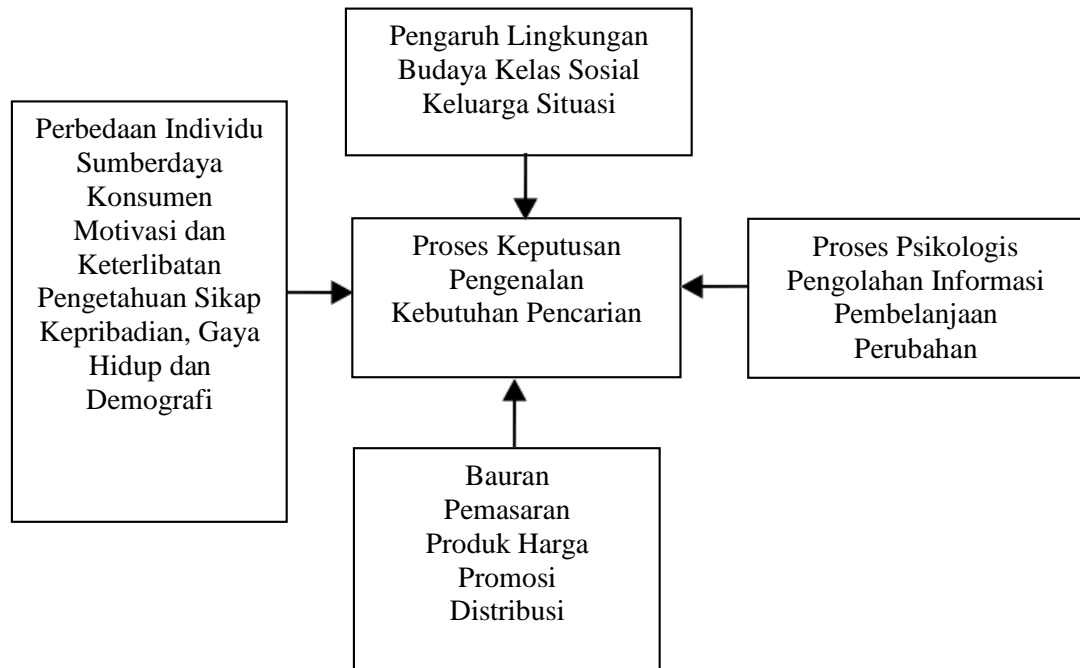 Pengaruh Lingkungan
Budaya Kelas Sosial
Keluarga Situasi
Perbedaan Individu
Sumberdaya
Konsumen
Motivasi dan
Keterlibatan
Pengetahuan Sikap
Kepribadian, Gaya
Hidup dan
Demografi
Proses Keputusan
Pengenalan
Kebutuhan Pencarian
Proses Psikologis
Pengolahan Informasi
Pembelanjaan
Perubahan
Bauran
Pemasaran
Produk Harga
Promosi
Distribusi